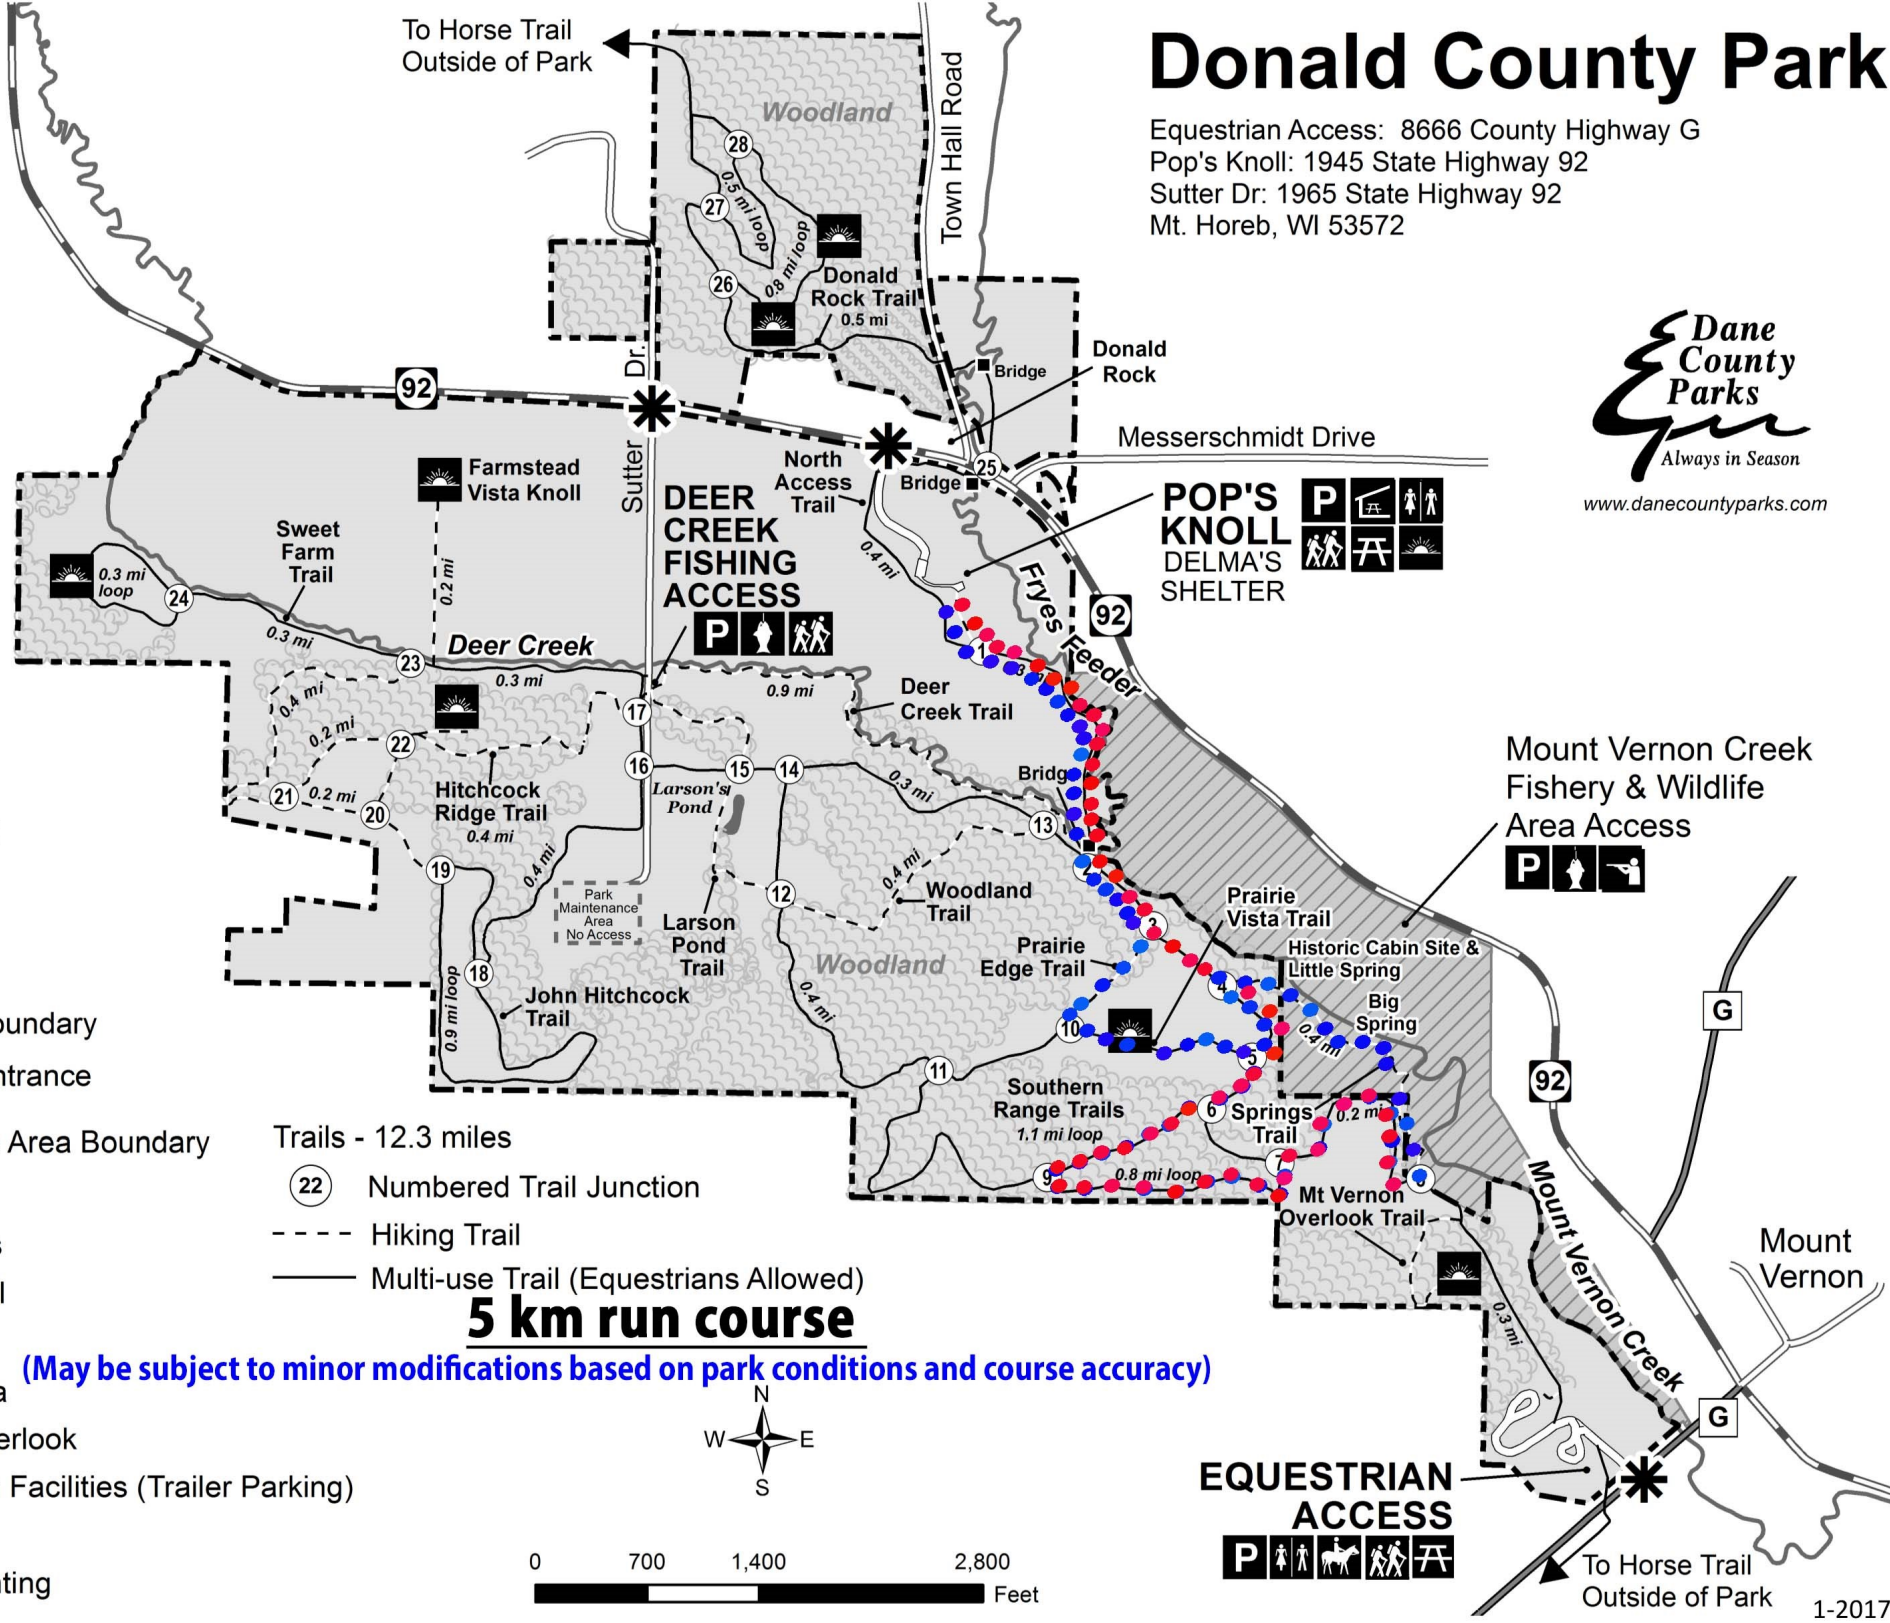 Donald County Park
Equestrian Access: 8666 County Highway G
Pop's Knoll: 1945 State Highway 92
Sutter Dr: 1965 State Highway 92
Mt. Horeb, WI 53572
To Horse Trail
Outside of Park
Woodland
Town Hall Road
28
0.5 mi loop
27
0.8 mi loop
26
Donald
Rock Trail
0.5 mi
Bridge
Donald
Rock
Dane
County
Parks
Always in Season
www.danecountyparks.com
92
Sutter Dr.
Messerschmidt Drive
25
Bridge
North
Access
Trail
0.4 mi
POP'S
KNOLL
DELMA'S
SHELTER
P
Farmstead
Vista Knoll
0.2 mi
DEER
CREEK
FISHING
ACCESS
P
Sweet
Farm
Trail
0.3 mi
loop
24
0.3 mi
23
Deer Creek
0.3 mi
0.9 mi
Deer
Creek Trail
Fryes Feeder
92
1
0.4 mi
0.2 mi
22
17
16
15
14
Larson's
Pond
0.3 mi
13
Bridg
21
0.2 mi
20
Hitchcock
Ridge Trail
0.4 mi
0.4 mi
19
Park
Maintenance
Area
No Access
Larson
Pond
Trail
12
0.4 mi
Woodland
Trail
2
3
Prairie
Vista Trail
Mount Vernon Creek
Fishery & Wildlife
Area Access
P
Prairie
Edge Trail
Historic Cabin Site &
Little Spring
Big
Spring
4
0.4 mi
Woodland
18
John Hitchcock
Trail
0.9 mi loop
0.4 mi
10
11
5
G
92
Southern
Range Trails
1.1 mi loop
6
Springs
Trail
0.2 mi
7
9
0.8 mi loop
8
Mt Vernon
Overlook Trail
0.3 mi
Mount Vernon Creek
Mount
Vernon
G
oundary
ntrance
Area Boundary
s
l
a
erlook
Facilities (Trailer Parking)
ting
Trails - 12.3 miles
22 Numbered Trail Junction
Hiking Trail
Multi-use Trail (Equestrians Allowed)
5 km run course
(May be subject to minor modifications based on park conditions and course accuracy)
N
W E
S
0 700 1,400 2,800
Feet
EQUESTRIAN
ACCESS
P
To Horse Trail
Outside of Park
1-2017